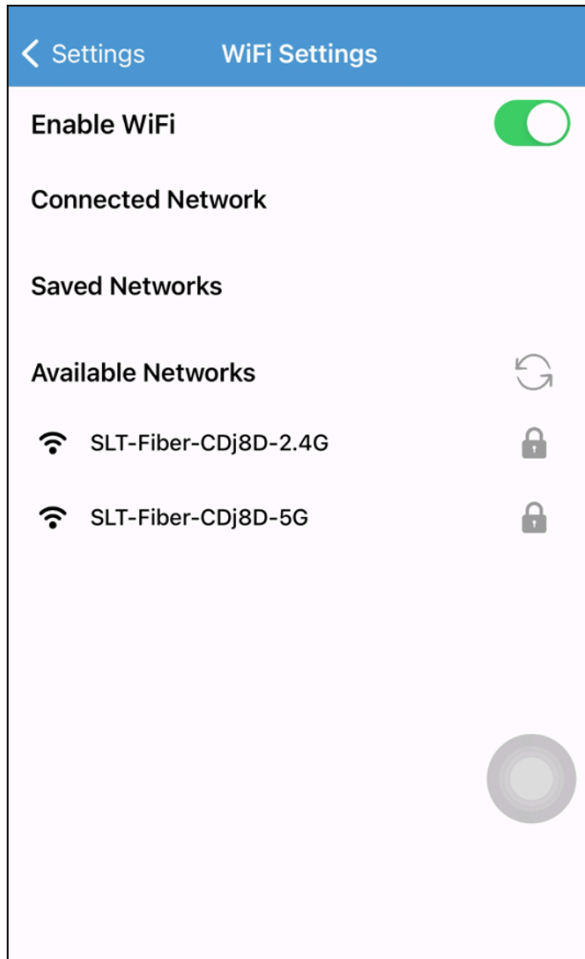 Settings WiFi Settings
Enable WiFi
Connected Network
Saved Networks
Available Networks
SLT-Fiber-CDj8D-2.4G
SLT-Fiber-CDj8D-5G